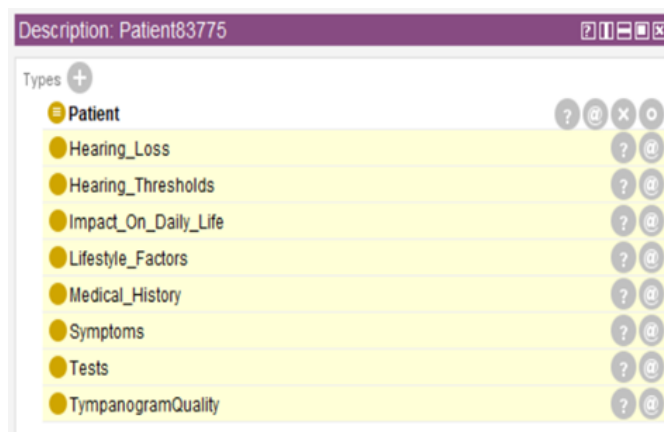 Description: Patient83775
Types
Patient
? @ × o
Hearing_Loss
? @
Hearing_Thresholds
? @
Impact_On_Daily_Life
? @
Lifestyle_Factors
? @
Medical_History
? @
Symptoms
? @
Tests
? @
TympanogramQuality
? @